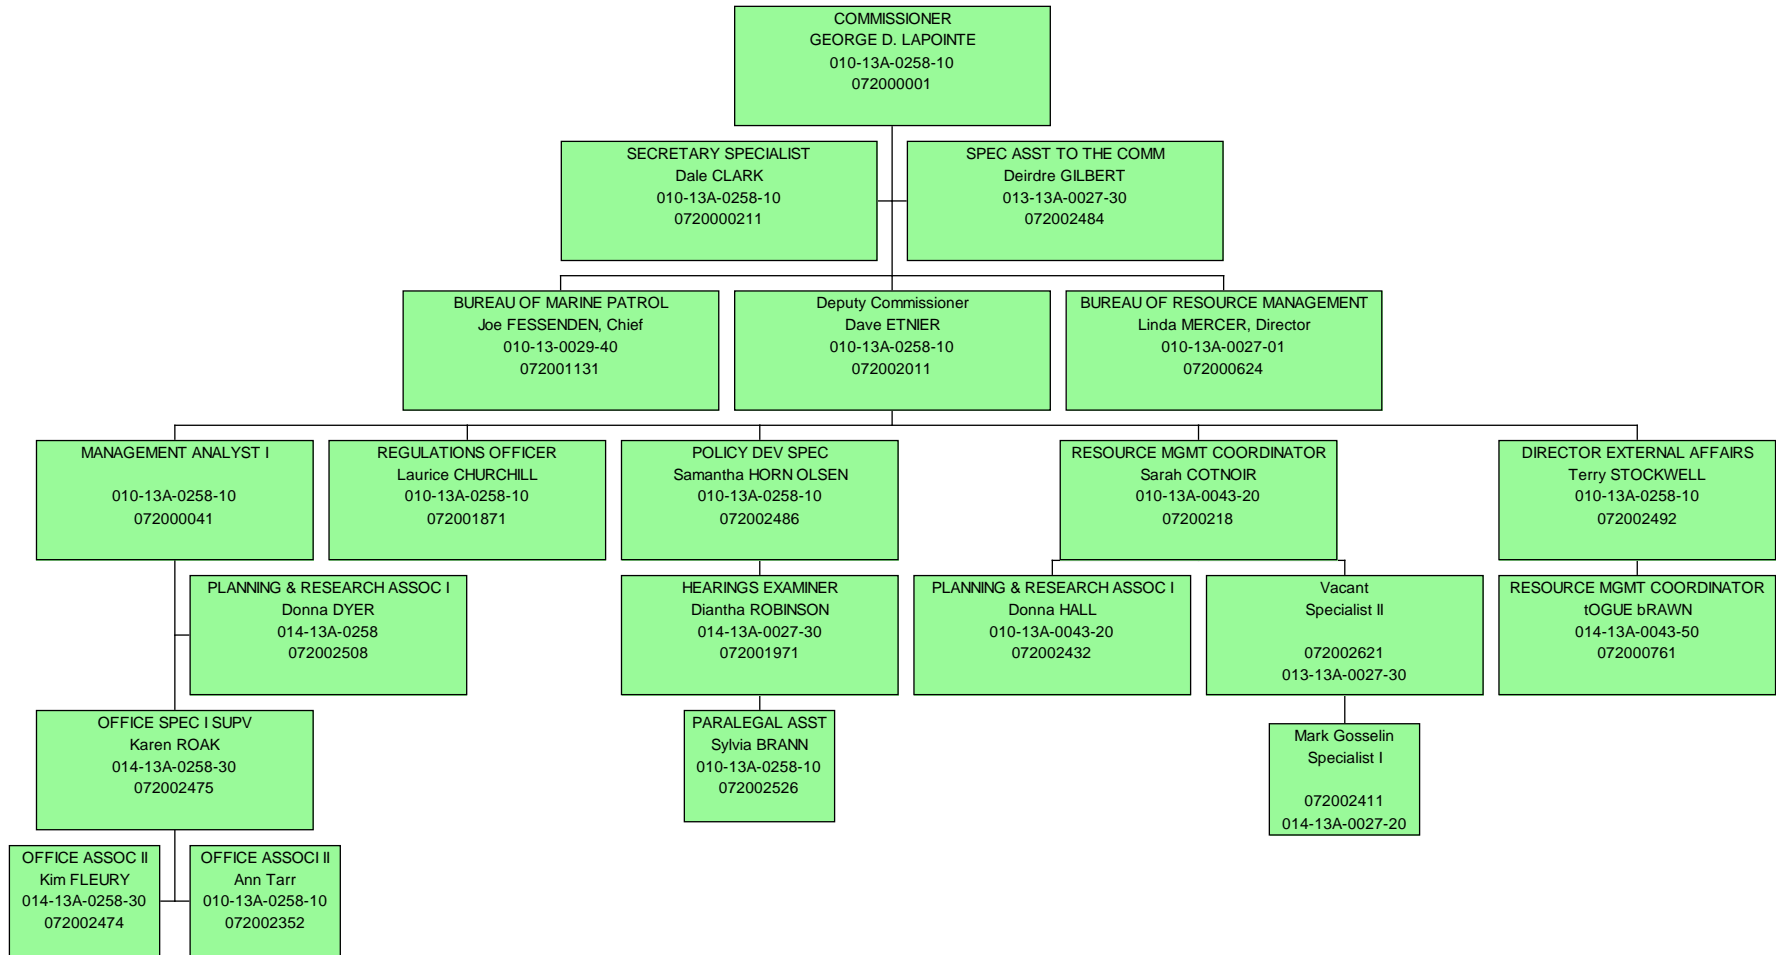 COMMISSIONER
GEORGE D. LAPOINTE
010-13A-0258-10
072000001
SECRETARY SPECIALIST
Dale CLARK
010-13A-0258-10
0720000211
SPEC ASST TO THE COMM
Deirdre GILBERT
013-13A-0027-30
072002484
BUREAU OF MARINE PATROL
Joe FESSENDEN, Chief
010-13-0029-40
072001131
Deputy Commissioner
Dave ETNIER
010-13A-0258-10
072002011
BUREAU OF RESOURCE MANAGEMENT
Linda MERCER, Director
010-13A-0027-01
072000624
MANAGEMENT ANALYST I
010-13A-0258-10
072000041
REGULATIONS OFFICER
Laurice CHURCHILL
010-13A-0258-10
072001871
POLICY DEV SPEC
Samantha HORN OLSEN
010-13A-0258-10
072002486
RESOURCE MGMT COORDINATOR
Sarah COTNOIR
010-13A-0043-20
07200218
DIRECTOR EXTERNAL AFFAIRS
Terry STOCKWELL
010-13A-0258-10
072002492
PLANNING & RESEARCH ASSOC I
Donna DYER
014-13A-0258
072002508
HEARINGS EXAMINER
Diantha ROBINSON
014-13A-0027-30
072001971
PLANNING & RESEARCH ASSOC I
Donna HALL
010-13A-0043-20
072002432
Vacant
Specialist II
072002621
013-13A-0027-30
RESOURCE MGMT COORDINATOR
tOGUE bRAWN
014-13A-0043-50
072000761
OFFICE SPEC I SUPV
Karen ROAK
014-13A-0258-30
072002475
PARALEGAL ASST
Sylvia BRANN
010-13A-0258-10
072002526
Mark Gosselin
Specialist I
072002411
014-13A-0027-20
OFFICE ASSOC II
Kim FLEURY
014-13A-0258-30
072002474
OFFICE ASSOCI II
Ann Tarr
010-13A-0258-10
072002352